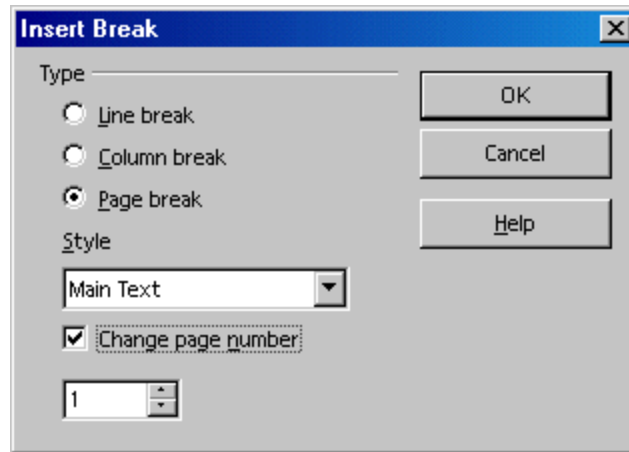 Insert Break
Type
Line break
Column break
Page break
Style
Main Text
Change page number
1
OK
Cancel
Help